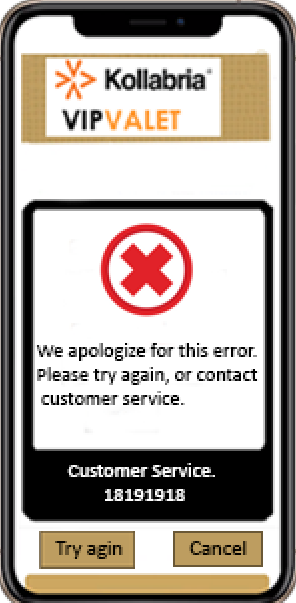 Kollabria
VIPVALET
We apologize for this error.
Please try again, or contact
customer service.
Customer Service.
18191918
Try agin
Cancel